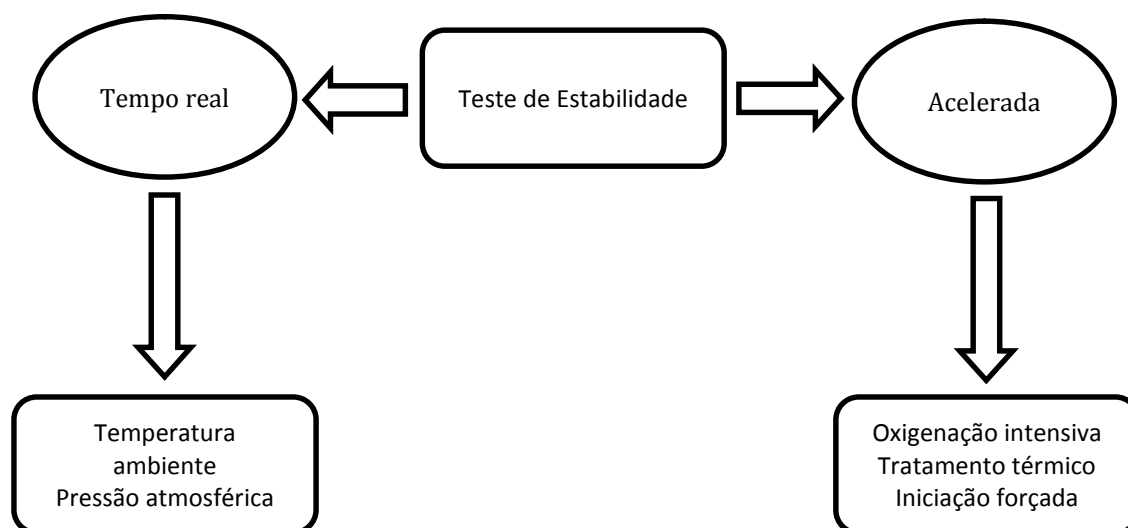 Tempo real
Teste de Estabilidade
Acelerada
Temperatura
ambiente
Pressão atmosférica
Oxigenação intensiva
Tratamento térmico
Iniciação forçada